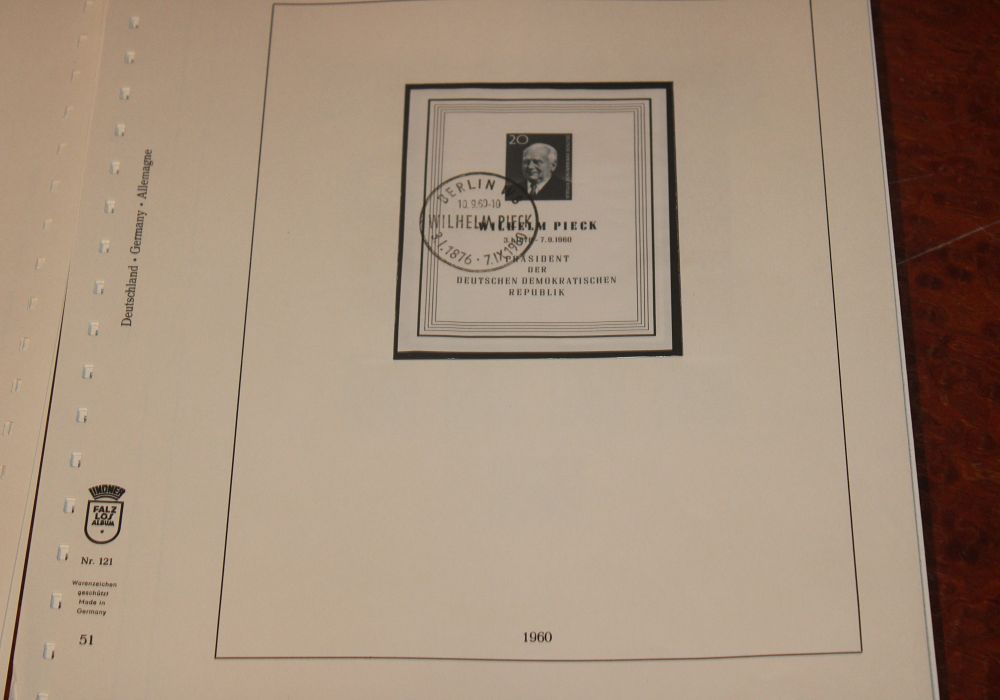 20
BERLIN W8
10.9.60-10
WILHELM PIECK
3.I.1876 · 7.IX.1960
WILHELM PIECK
3.1.1876 - 7.9.1960
PRÄSIDENT
DER
DEUTSCHEN DEMOKRATISCHEN
REPUBLIK
Deutschland • Germany • Allemagne
LINDNER
FALZ
LOS
ALBUM
Nr. 121
Warenzeichen
geschützt
Made in
Germany
51
1960